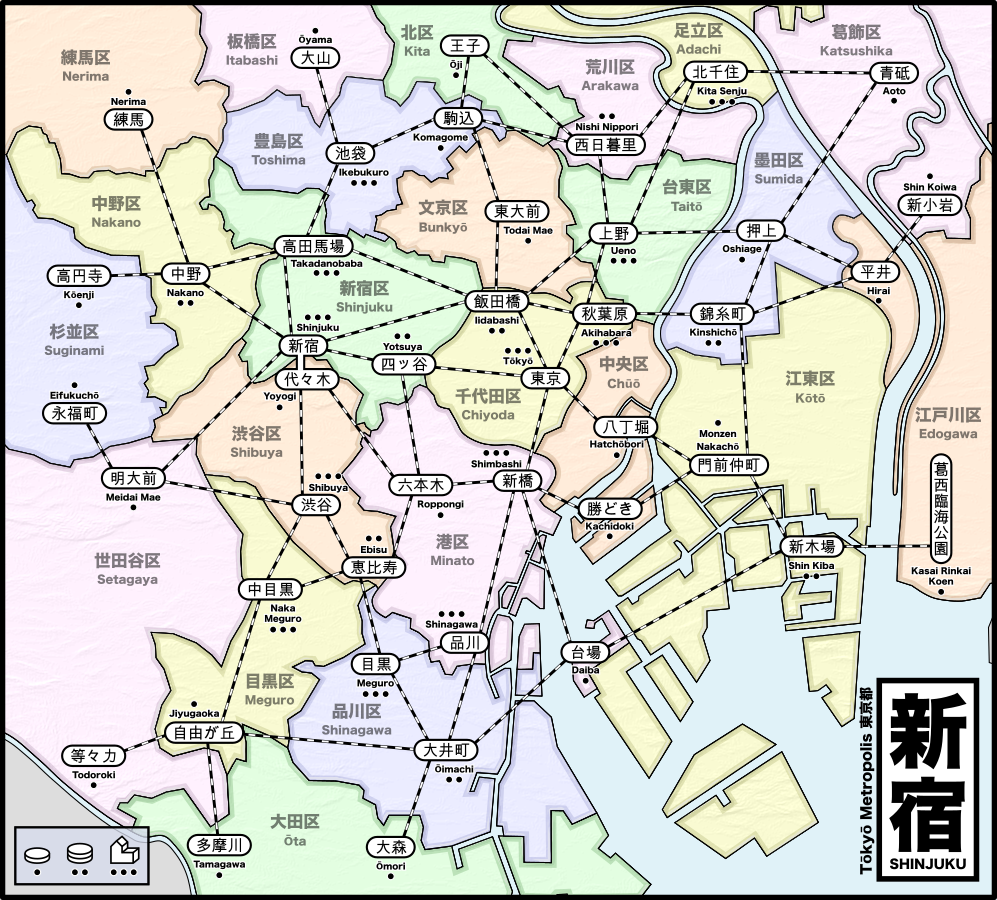 練馬区
Nerima
板橋区
Itabashi
Ōyama
大山
北区
Kita
王子
Ōji
荒川区
Arakawa
足立区
Adachi
北千住
Kita Senju
葛飾区
Katsushika
青砥
Aoto
Nerima
練馬
豊島区
Toshima
池袋
Ikebukuro
駒込
Komagome
Nishi Nippori
西日暮里
墨田区
Sumida
Shin Koiwa
新小岩
中野区
Nakano
文京区
Bunkyō
東大前
Todai Mae
台東区
Taitō
上野
Ueno
押上
Oshiage
平井
Hirai
高円寺
Kōenji
中野
Nakano
高田馬場
Takadanobaba
新宿区
Shinjuku
飯田橋
Iidabashi
秋葉原
Akihabara
錦糸町
Kinshichō
杉並区
Suginami
Shinjuku
新宿
Yotsuya
四ッ谷
Tōkyō
東京
中央区
Chūō
江東区
Kōtō
代々木
Yoyogi
千代田区
Chiyoda
Eifukuchō
永福町
渋谷区
Shibuya
八丁堀
Hatchōbori
Monzen
Nakachō
門前仲町
江戸川区
Edogawa
明大前
Meidai Mae
Shibuya
渋谷
六本木
Roppongi
Shimbashi
新橋
勝どき
Kachidoki
葛西臨海公園
Kasai Rinkai
Koen
世田谷区
Setagaya
Ebisu
恵比寿
港区
Minato
新木場
Shin Kiba
中目黒
Naka
Meguro
Shinagawa
品川
目黒
Meguro
台場
Daiba
目黒区
Meguro
品川区
Shinagawa
Jiyugaoka
自由が丘
等々力
Todoroki
大井町
Ōimachi
大田区
Ōta
多摩川
Tamagawa
大森
Ōmori
Tōkyō Metropolis 東京都
新宿
SHINJUKU